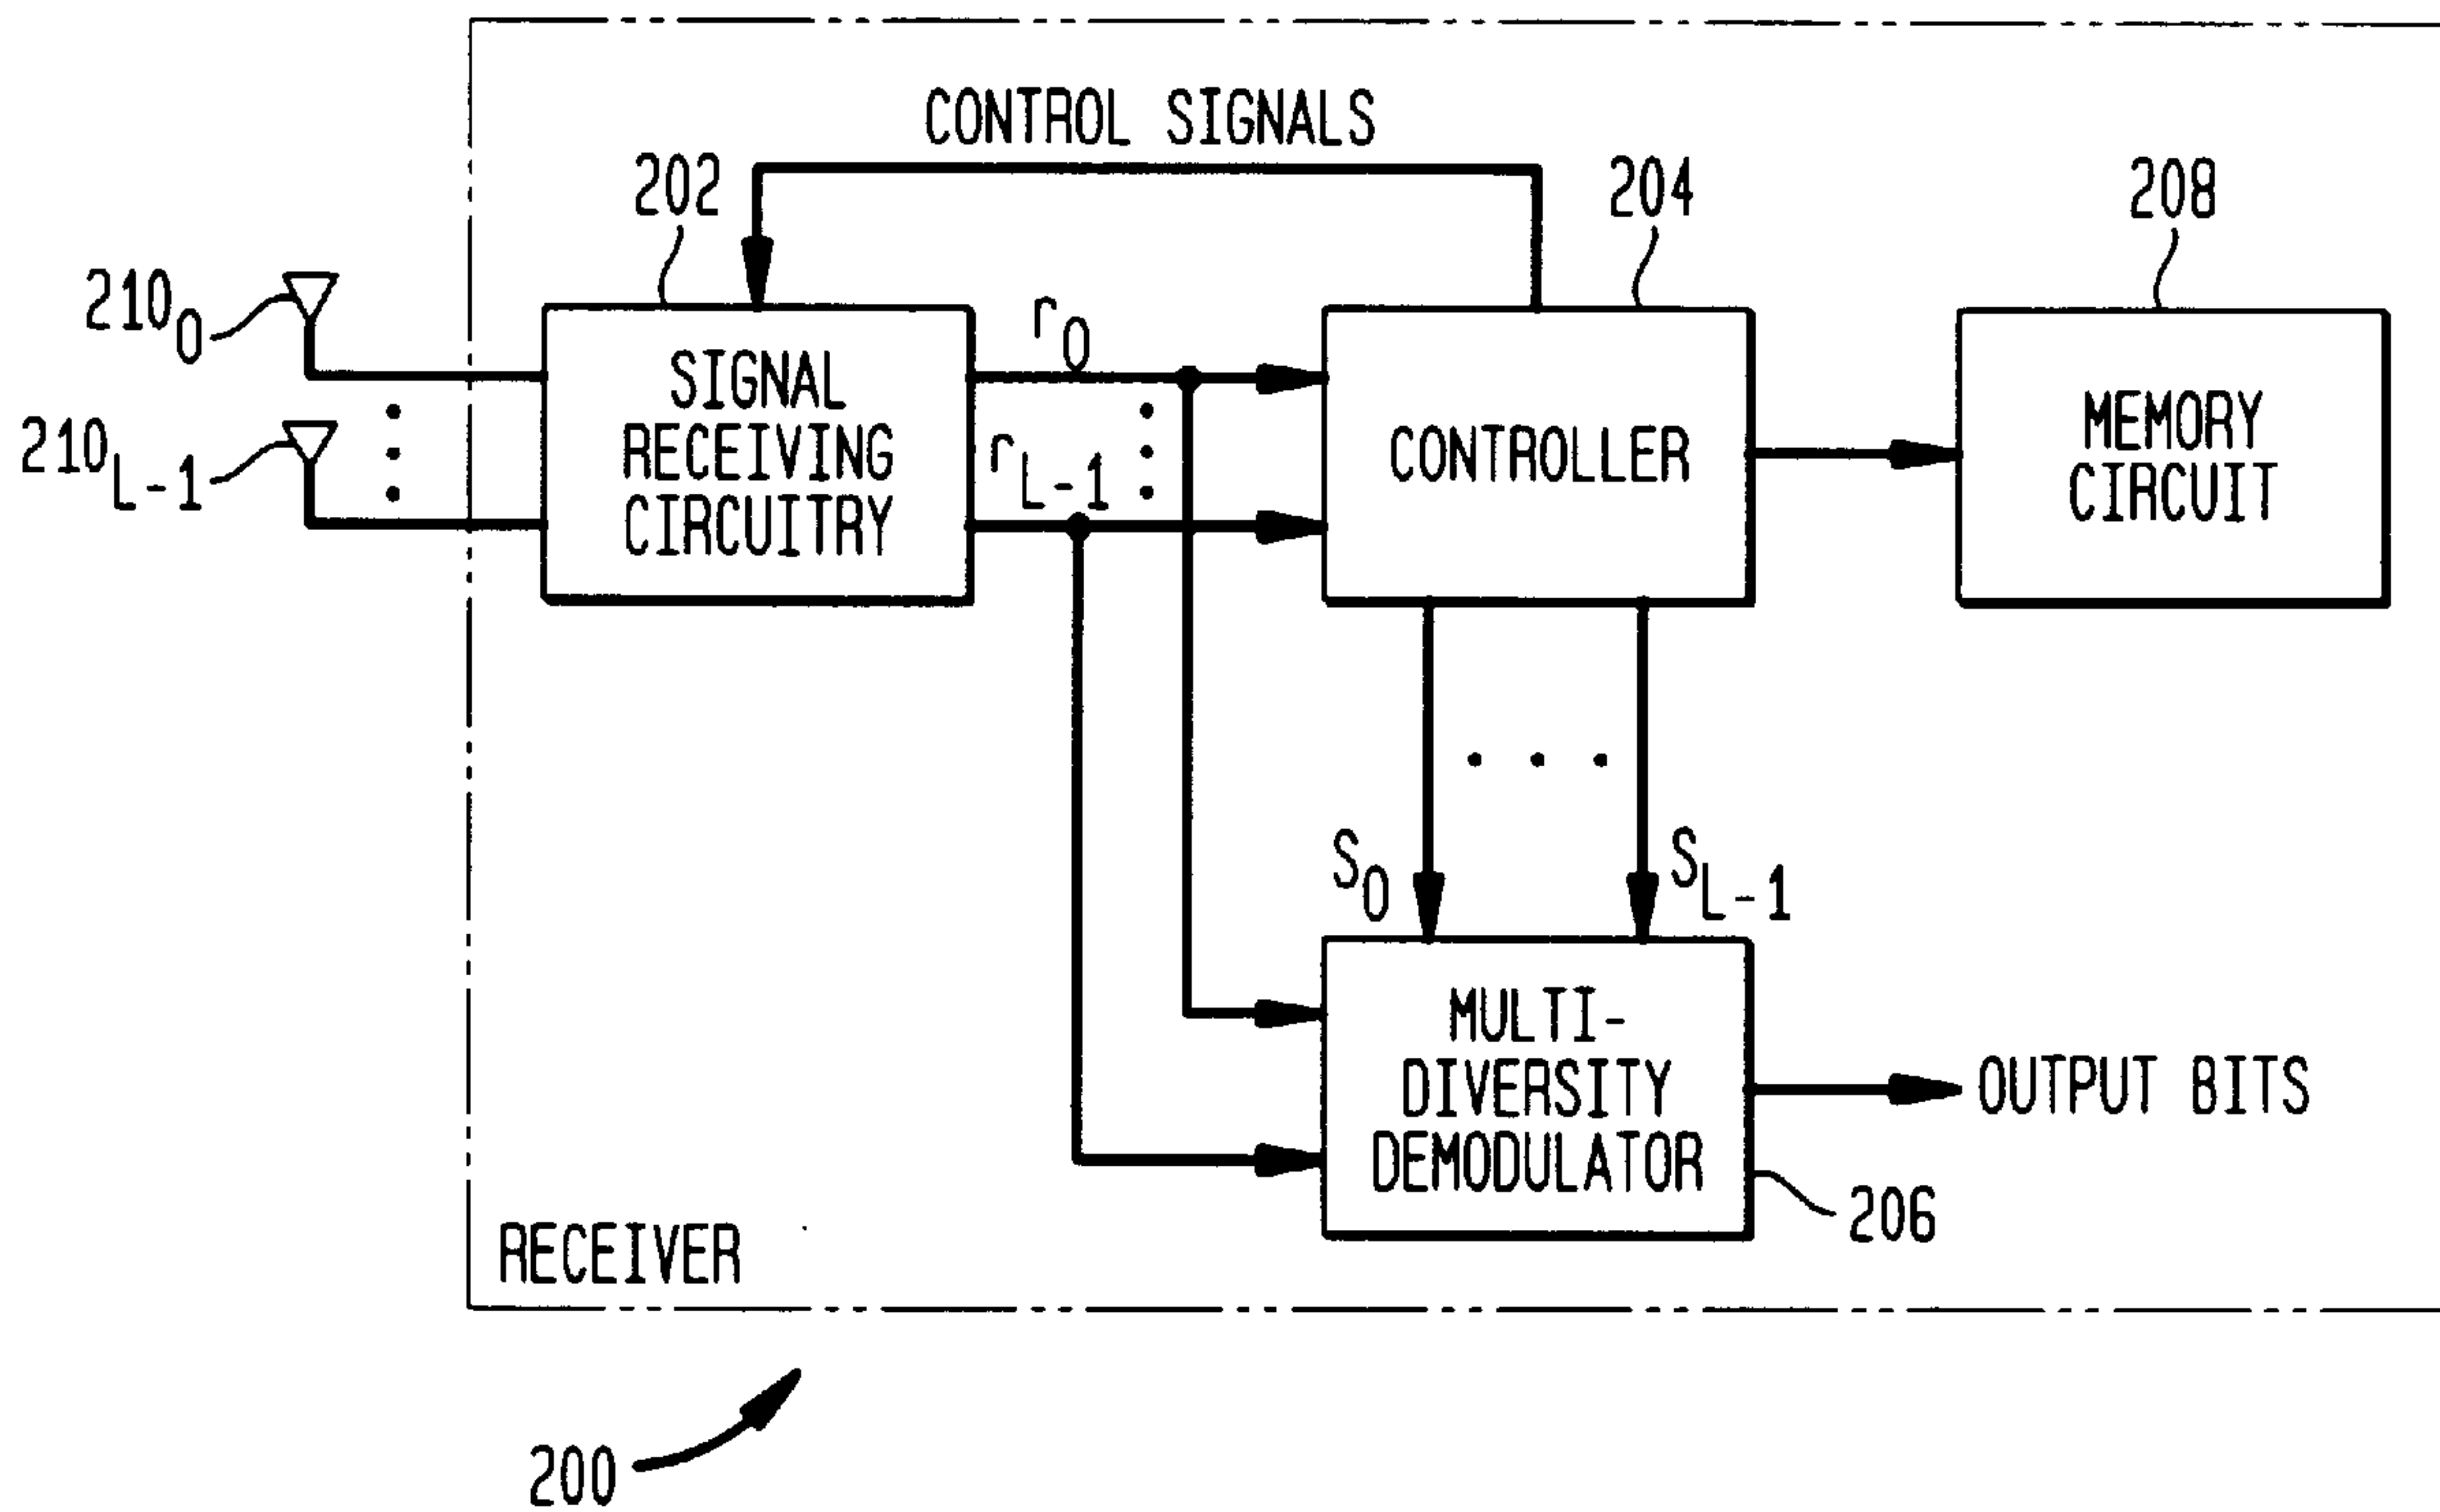 CONTROL SIGNALS
202
204
208
210₀
r₀
210L-1
rL-1
SIGNAL
RECEIVING
CIRCUITRY
CONTROLLER
MEMORY
CIRCUIT
S₀
SL-1
MULTI-
DIVERSITY
DEMODULATOR
OUTPUT BITS
206
RECEIVER
200